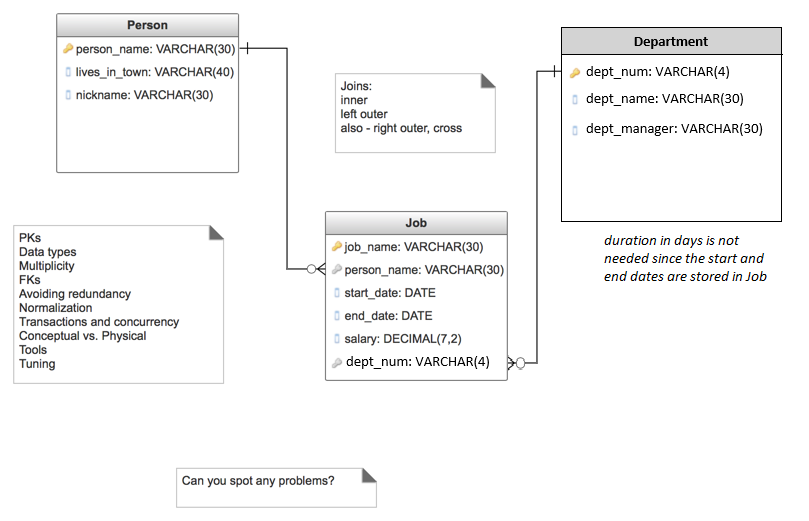 Person
person_name: VARCHAR(30)
lives_in_town: VARCHAR(40)
nickname: VARCHAR(30)
Joins:
inner
left outer
also - right outer, cross
Department
dept_num: VARCHAR(4)
dept_name: VARCHAR(30)
dept_manager: VARCHAR(30)
duration in days is not
needed since the start and
end dates are stored in Job
PKs
Data types
Multiplicity
FKs
Avoiding redundancy
Normalization
Transactions and concurrency
Conceptual vs. Physical
Tools
Tuning
Job
job_name: VARCHAR(30)
person_name: VARCHAR(30)
start_date: DATE
end_date: DATE
salary: DECIMAL(7,2)
dept_num: VARCHAR(4)
Can you spot any problems?